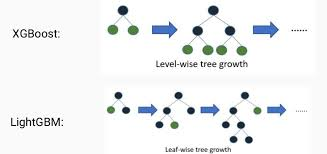 XGBoost:
......
Level-wise tree growth
LightGBM:
......
Leaf-wise tree growth